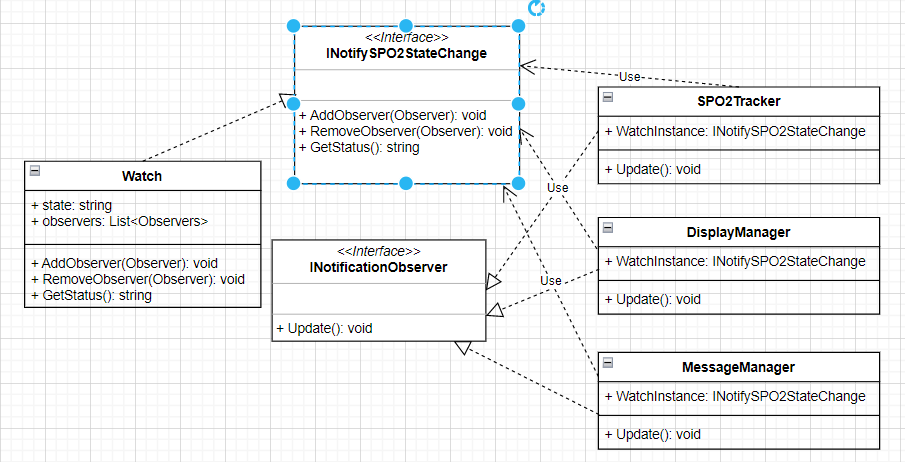 <<Interface>>
INotifySPO2StateChange
+ AddObserver(Observer): void
+ RemoveObserver(Observer): void
+ GetStatus(): string
Use
SPO2Tracker
+ WatchInstance: INotifySPO2StateChange
+ Update(): void
Watch
+ state: string
+ observers: List<Observers>
+ AddObserver(Observer): void
+ RemoveObserver(Observer): void
+ GetStatus(): string
Use
DisplayManager
+ WatchInstance: INotifySPO2StateChange
+ Update(): void
<<Interface>>
INotificationObserver
+ Update(): void
Use
MessageManager
+ WatchInstance: INotifySPO2StateChange
+ Update(): void